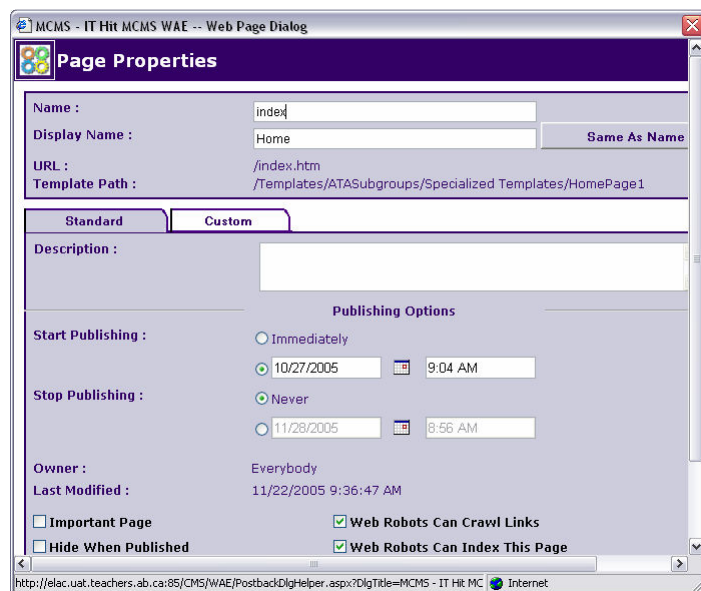 MCMS - IT Hit MCMS WAE -- Web Page Dialog
Page Properties
Name :
index
Display Name :
Home
Same As Name
URL :
/index.htm
Template Path :
/Templates/ATASubgroups/Specialized Templates/HomePage1
Standard
Custom
Description :
Publishing Options
Start Publishing :
Immediately
10/27/2005
9:04 AM
Stop Publishing :
Never
11/28/2005
8:56 AM
Owner :
Everybody
Last Modified :
11/22/2005 9:36:47 AM
Important Page
Web Robots Can Crawl Links
Hide When Published
Web Robots Can Index This Page
http://elac.uat.teachers.ab.ca:85/CMS/WAE/PostbackDlgHelper.aspx?DlgTitle=MCMS - IT Hit MC
Internet